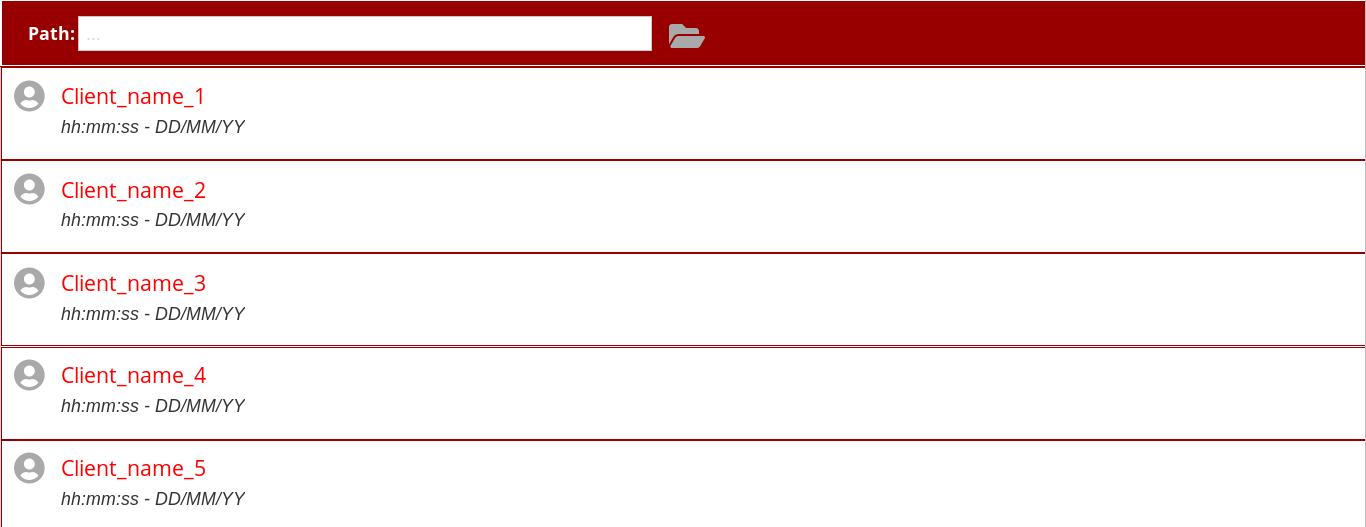 Path: ...
Client_name_1
hh:mm:ss - DD/MM/YY
Client_name_2
hh:mm:ss - DD/MM/YY
Client_name_3
hh:mm:ss - DD/MM/YY
Client_name_4
hh:mm:ss - DD/MM/YY
Client_name_5
hh:mm:ss - DD/MM/YY